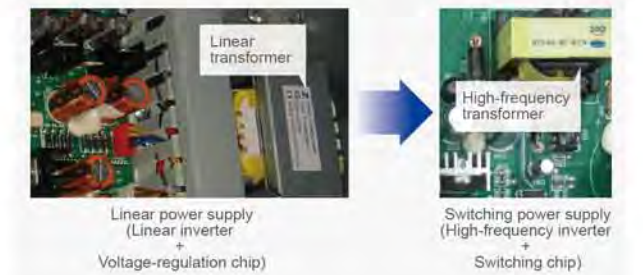 Linear
transformer
High-frequency
transformer
Linear power supply
(Linear inverter
+
Voltage-regulation chip)
Switching power supply
(High-frequency inverter
+
Switching chip)